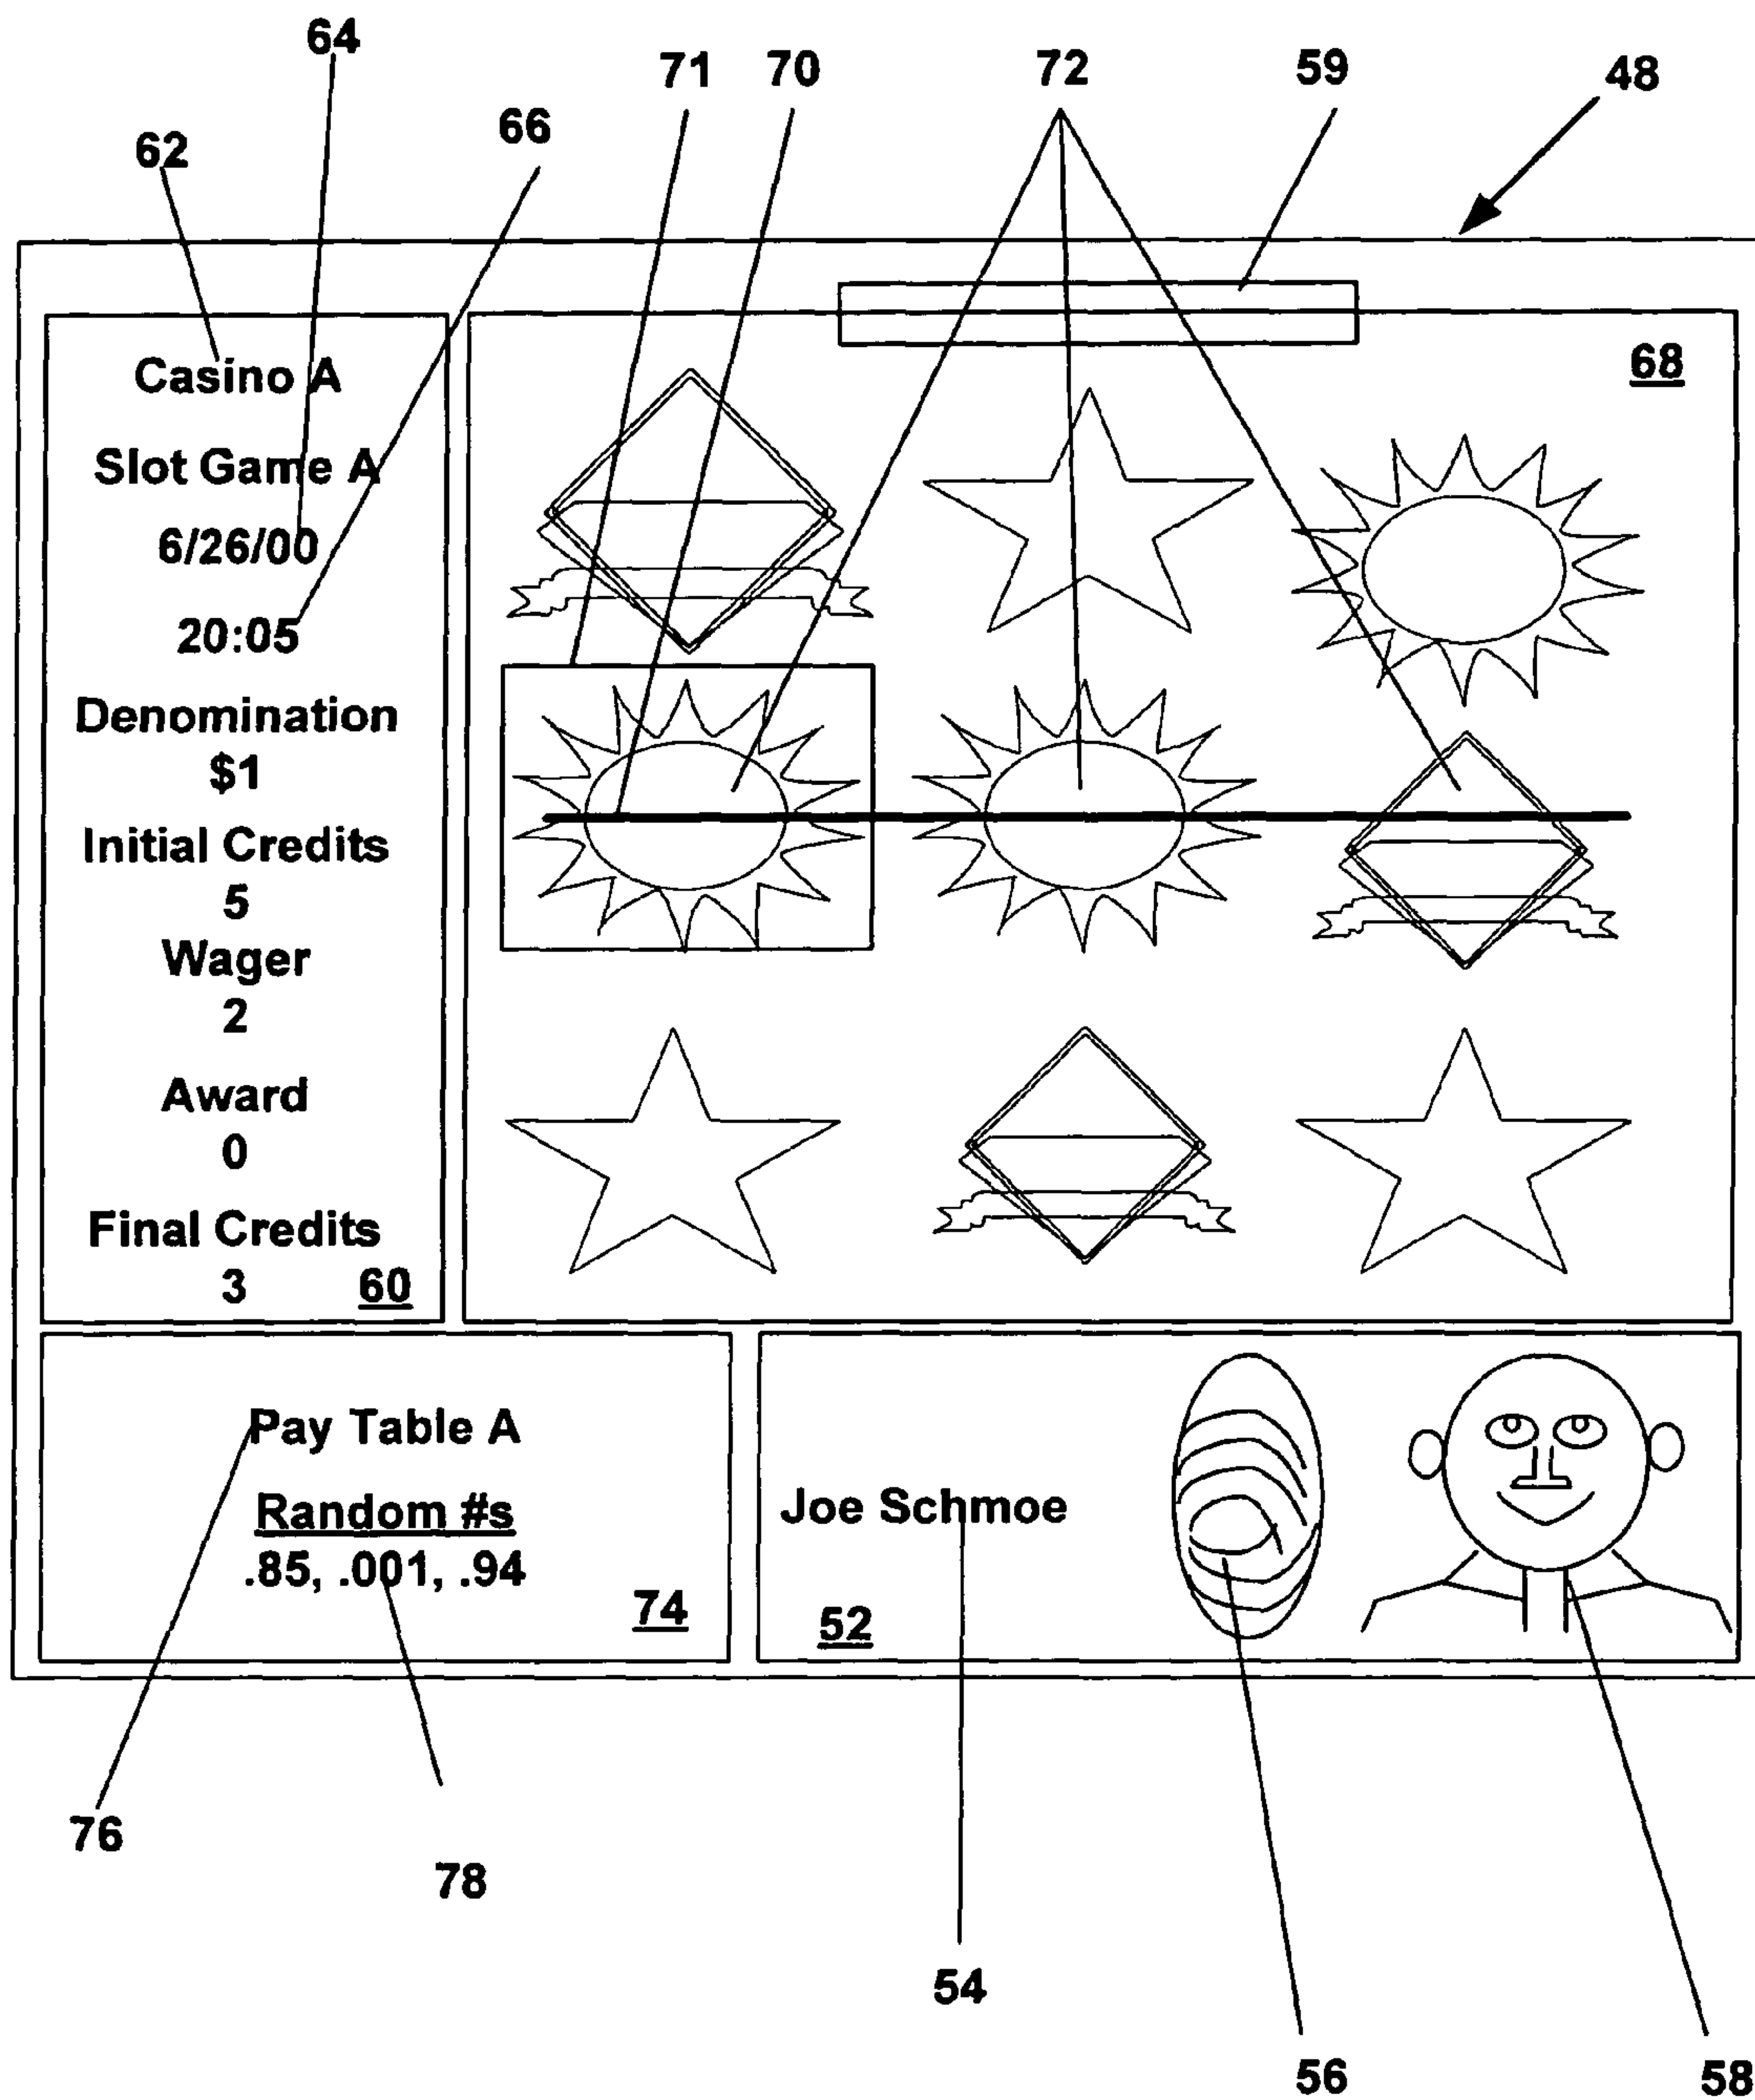 64
71 70 72 59 48
66
62
68
Casino A
Slot Game A
6/26/00
20:05
Denomination
$1
Initial Credits
5
Wager
2
Award
0
Final Credits
3
60
Pay Table A
Random #s
.85, .001, .94
74
Joe Schmoe
52
76
78
54
56
58